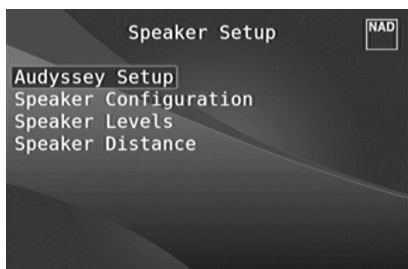 Speaker Setup
NAD
Audyssey Setup
Speaker Configuration
Speaker Levels
Speaker Distance